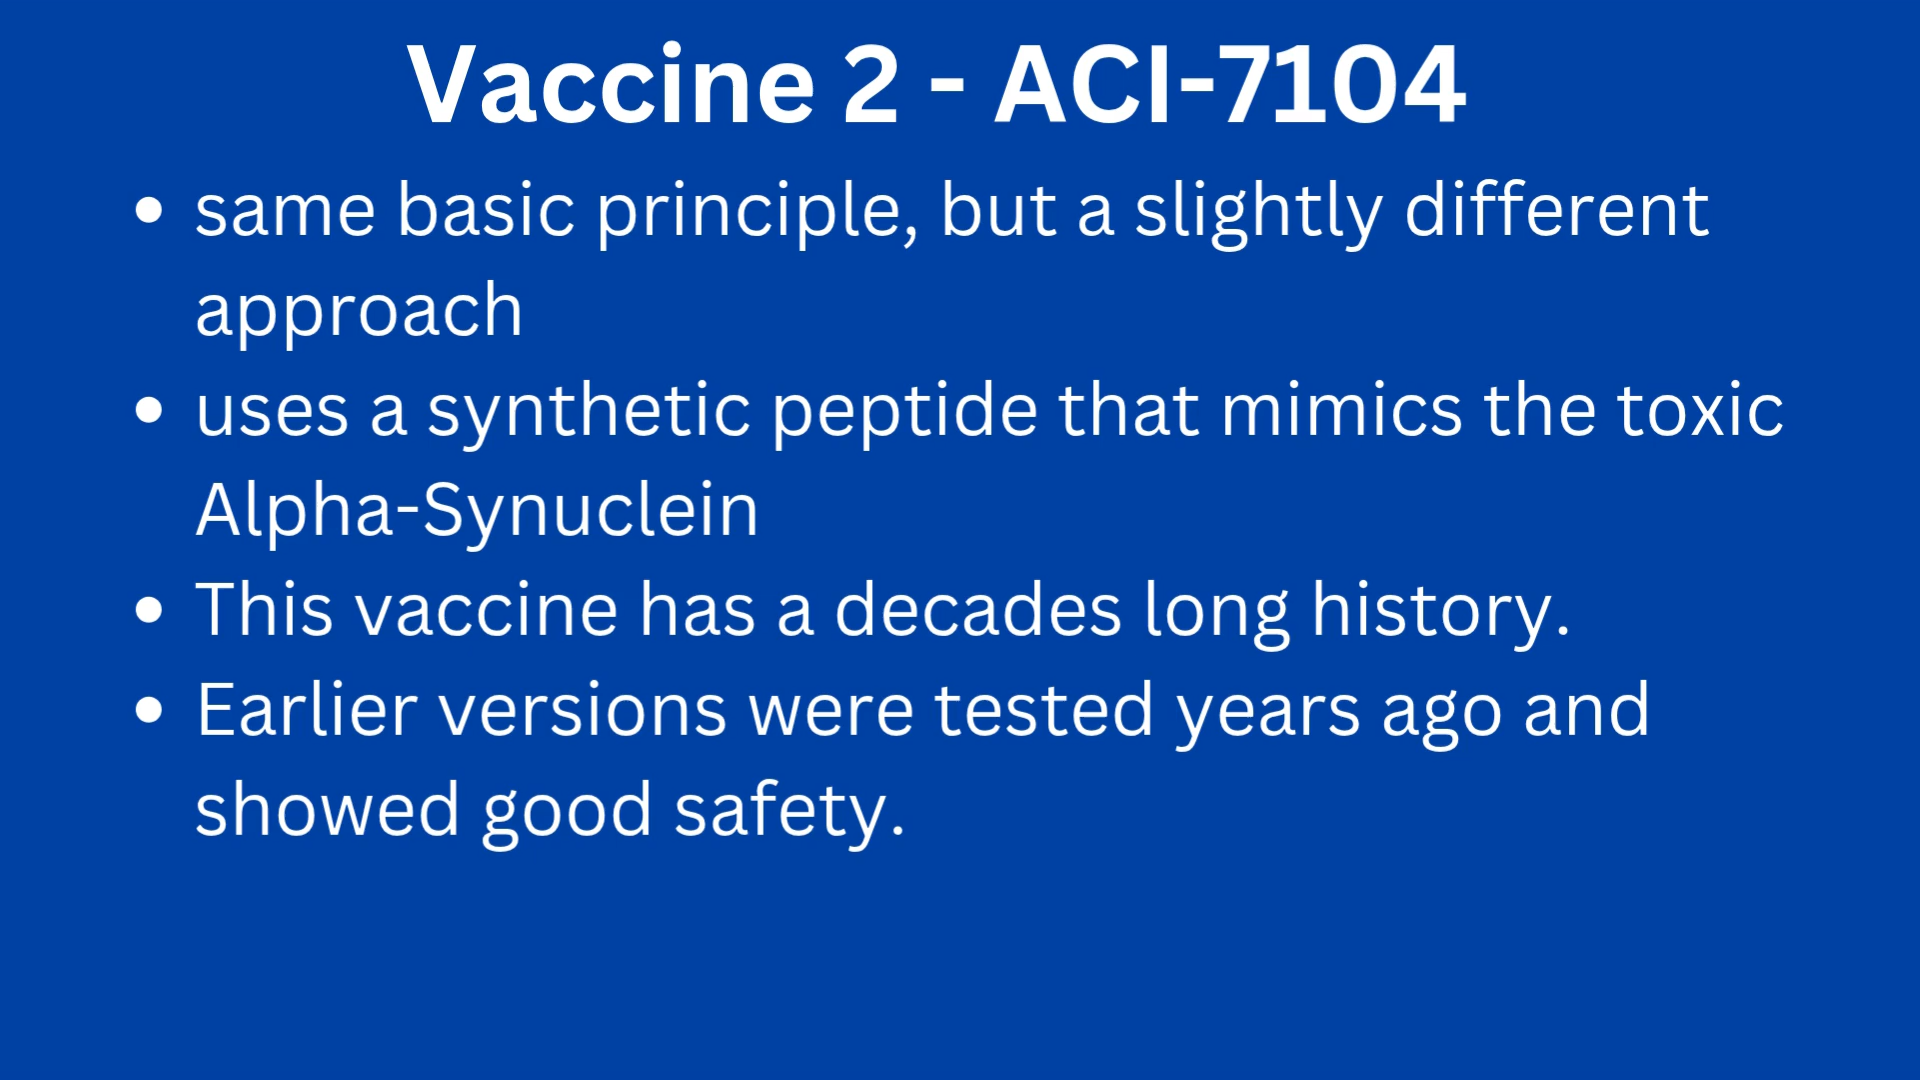 Vaccine 2 - ACI-7104
• same basic principle, but a slightly different
approach
• uses a synthetic peptide that mimics the toxic
Alpha-Synuclein
• This vaccine has a decades long history.
• Earlier versions were tested years ago and
showed good safety.